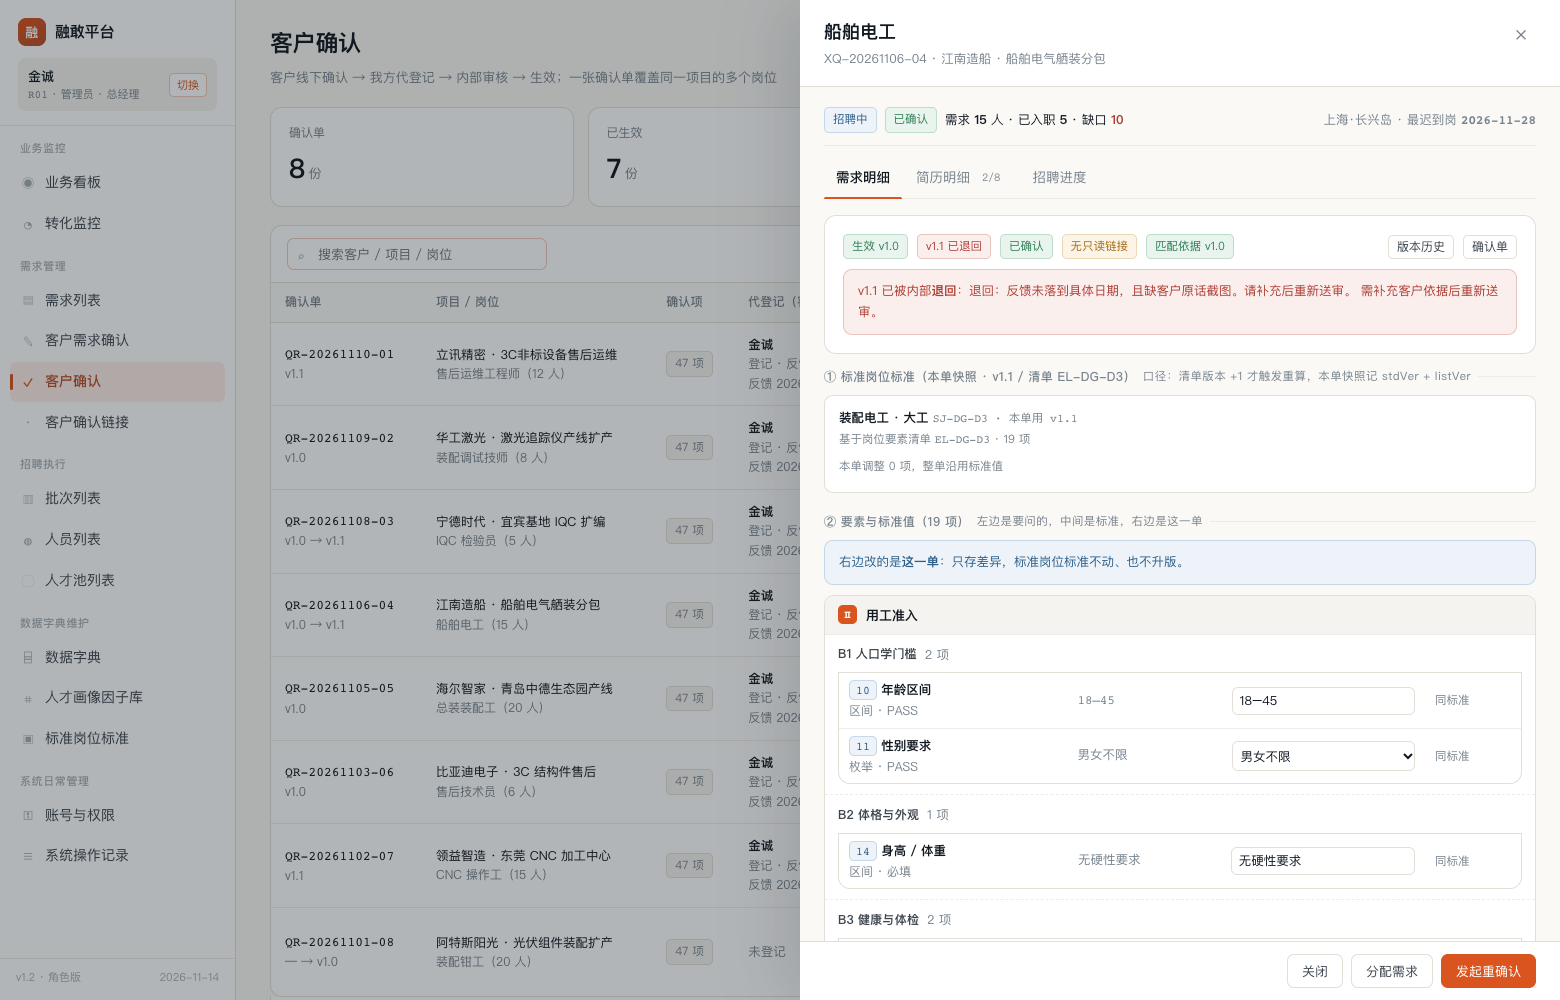 融 融敢平台
金诚
R01 · 管理员 · 总经理
切换
业务监控
业务看板
转化监控
需求管理
需求列表
客户需求确认
客户确认
客户确认链接
招聘执行
批次列表
人员列表
人才池列表
数据字典维护
数据字典
人才画像因子库
标准岗位标准
系统日常管理
账号与权限
系统操作记录
v1.2 · 角色版 2026-11-14
客户确认
客户线下确认 → 我方代登记 → 内部审核 → 生效；一张确认单覆盖同一项目的多个岗位
确认单
8 份
已生效
7 份
搜索客户 / 项目 / 岗位
确认单 项目 / 岗位 确认项
QR-20261110-01 立讯精密 · 3C非标设备售后运维 47 项 金诚
v1.1 售后运维工程师（12 人）
QR-20261109-02 华工激光 · 激光追踪仪产线扩产 47 项 金诚
v1.0 装配调试技师（8 人）
QR-20261108-03 宁德时代 · 宜宾基地 IQC 扩编 47 项 金诚
v1.0 → v1.1 IQC 检验员（5 人）
QR-20261106-04 江南造船 · 船舶电气舾装分包 47 项 金诚
v1.0 → v1.1 船舶电工（15 人）
QR-20261105-05 海尔智家 · 青岛中德生态园产线 47 项 金诚
v1.0 总装装配工（20 人）
QR-20261103-06 比亚迪电子 · 3C 结构件售后 47 项 金诚
v1.0 售后技术员（6 人）
QR-20261102-07 领益智造 · 东莞 CNC 加工中心 47 项 金诚
v1.1 CNC 操作工（15 人）
QR-20261101-08 阿特斯阳光 · 光伏组件装配扩产 47 项 未登记
— → v1.0 装配钳工（20 人）
船舶电工
XQ-20261106-04 · 江南造船 · 船舶电气舾装分包
×
招聘中 已确认 需求 15 人 · 已入职 5 · 缺口 10 上海·长兴岛 · 最迟到岗 2026-11-28
需求明细 简历明细 2/8 招聘进度
生效 v1.0 v1.1 已退回 已确认 无只读链接 匹配依据 v1.0 版本历史 确认单
v1.1 已被内部退回：退回：反馈未落到具体日期，且缺客户原话截图。请补充后重新送审。 需补充客户依据后重新送
审。
① 标准岗位标准（本单快照 · v1.1 / 清单 EL-DG-D3） 口径：清单版本 +1 才触发重算，本单快照记 stdVer + listVer
装配电工 · 大工 SJ-DG-D3 · 本单用 v1.1
基于岗位要素清单 EL-DG-D3 · 19 项
本单调整 0 项，整单沿用标准值
② 要素与标准值（19 项） 左边是要问的，中间是标准，右边是这一单
右边改的是这一单：只存差异，标准岗位标准不动、也不升版。
II 用工准入
B1 人口学门槛 2 项
10 年龄区间 18—45 18—45 同标准
区间 · PASS
11 性别要求 男女不限 男女不限 同标准
枚举 · PASS
B2 体格与外观 1 项
14 身高 / 体重 无硬性要求 无硬性要求 同标准
区间 · 必填
B3 健康与体检 2 项
关闭 分配需求 发起重确认